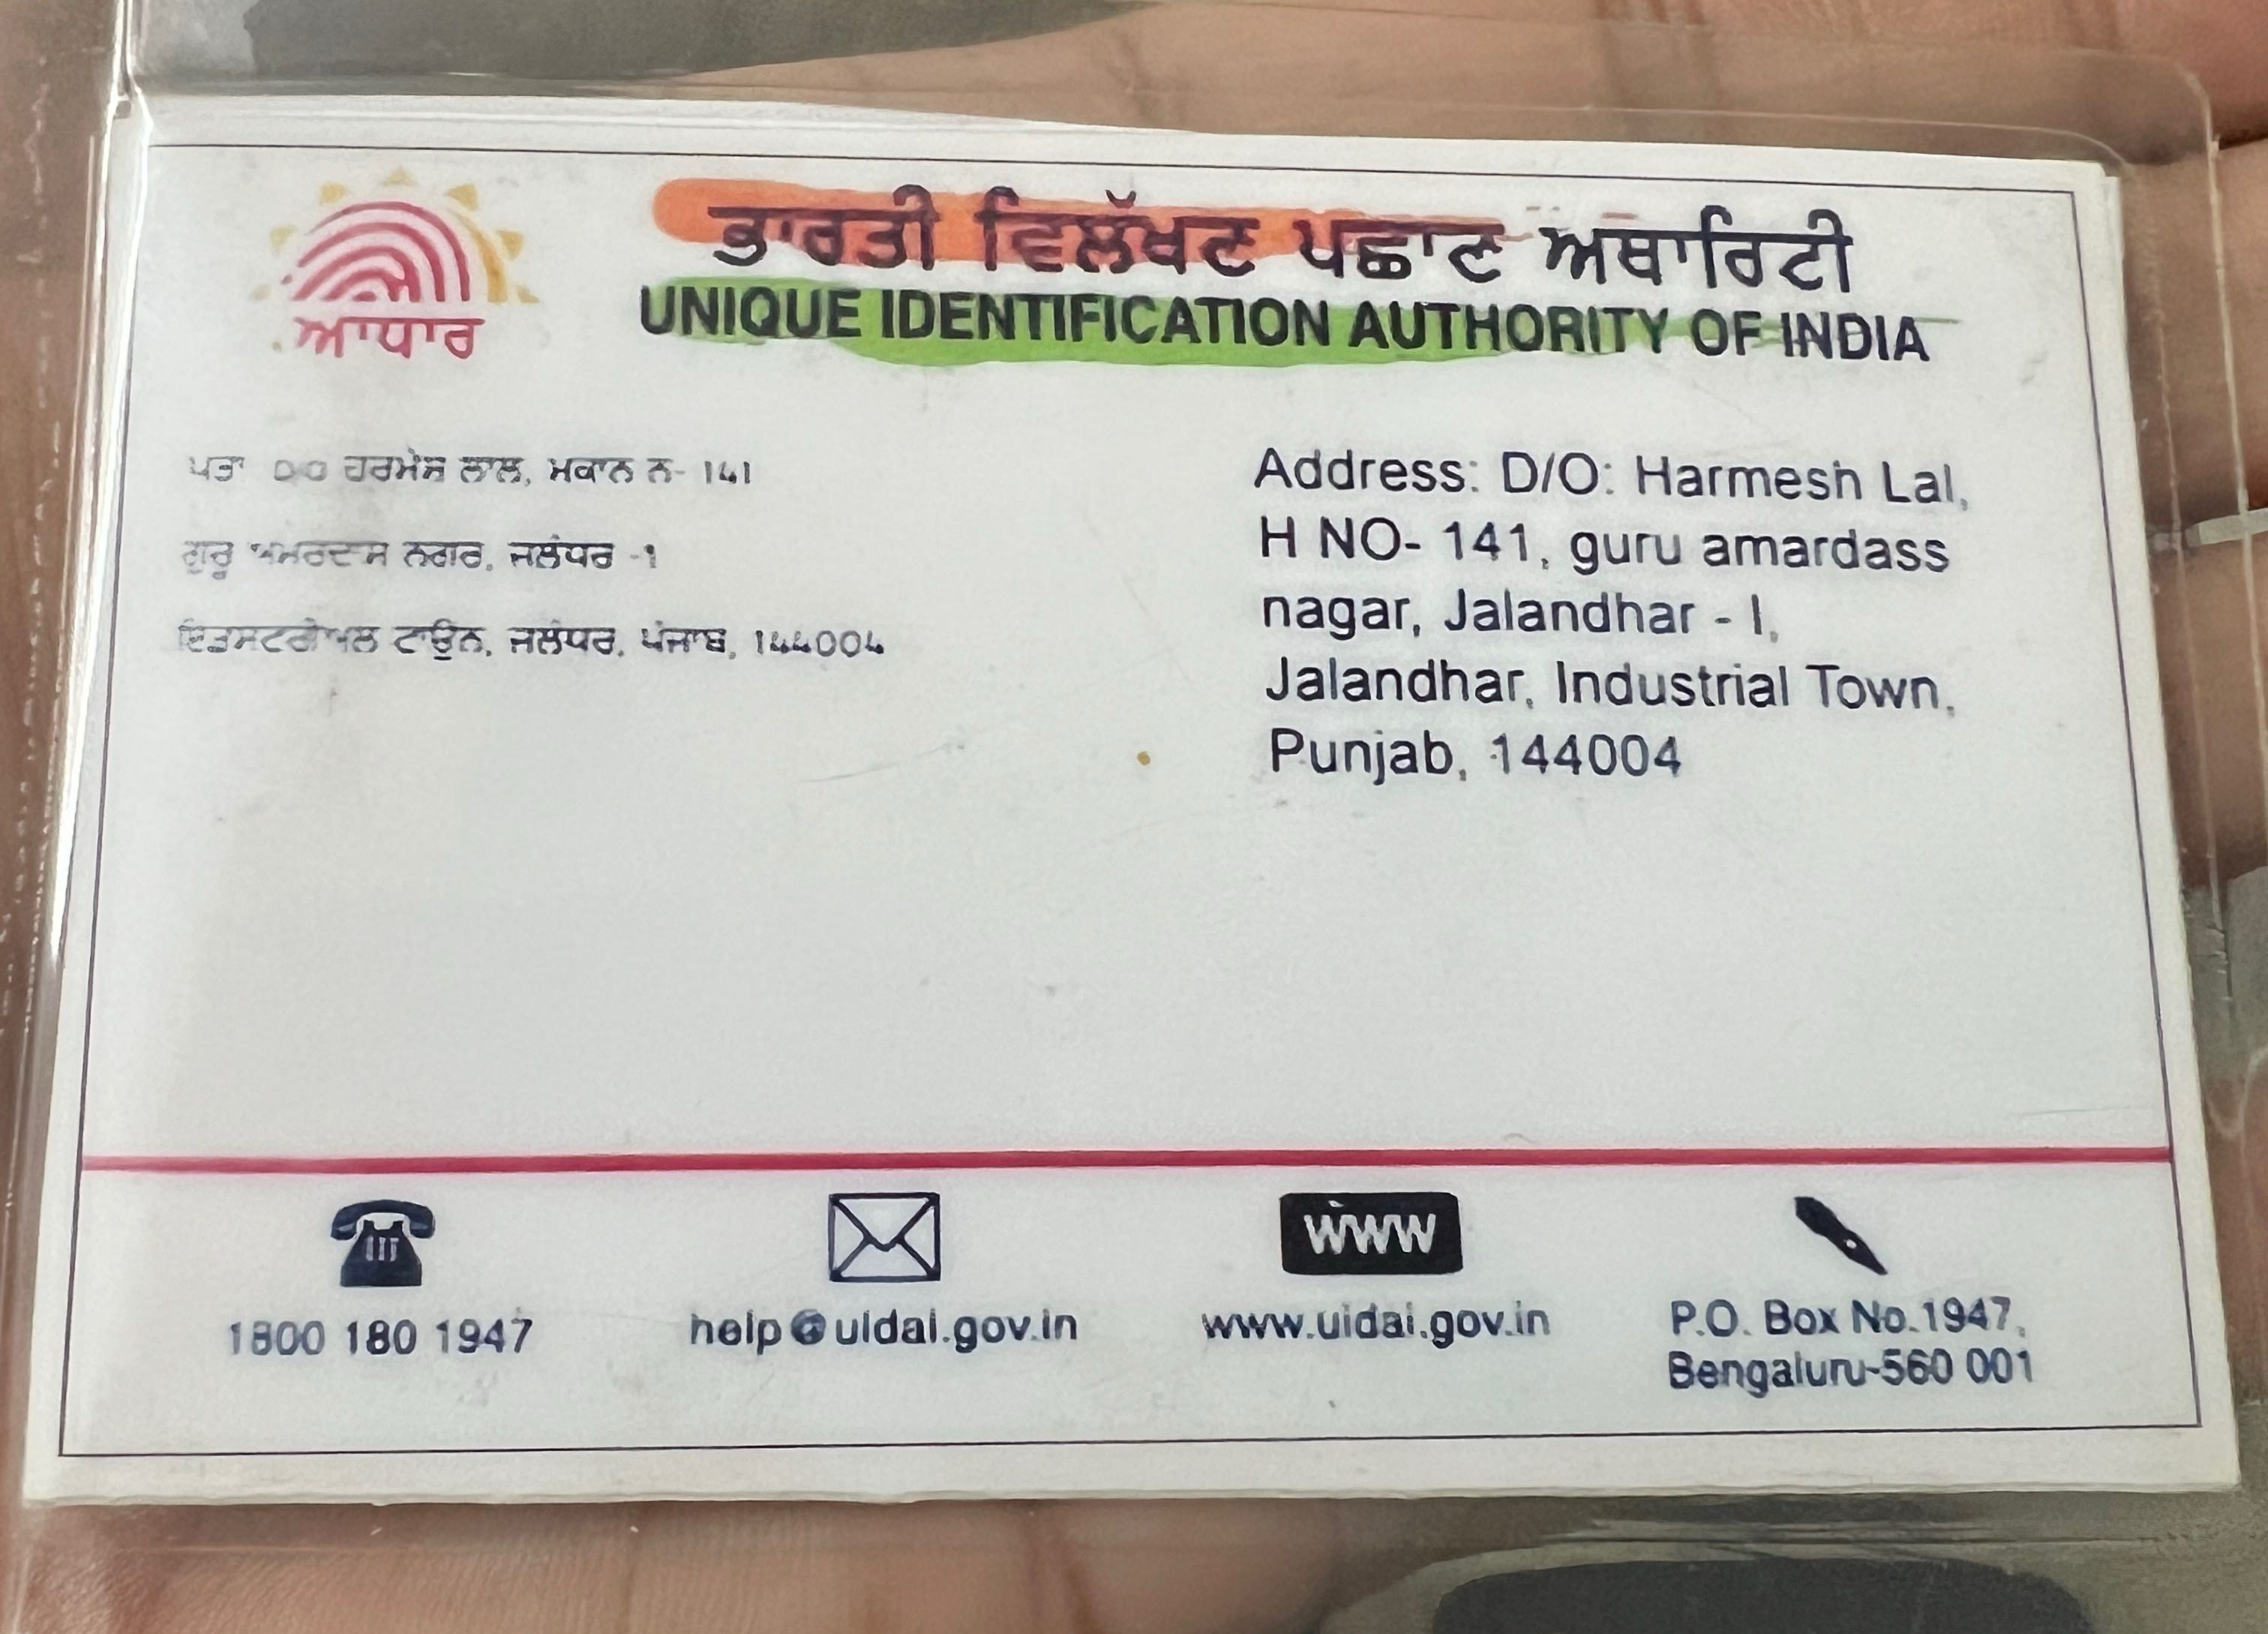 ਭਾਰਤੀ ਵਿਲੱਖਣ ਪਛਾਣ ਅਥਾਰਿਟੀ
UNIQUE IDENTIFICATION AUTHORITY OF INDIA
ਆਧਾਰ
ਪਤਾ D/O ਹਰਮੇਸ ਲਾਲ, ਮਕਾਨ ਨ- 141
ਗੁਰੂ ਅਮਰਦਾਸ ਨਗਰ, ਜਲੰਧਰ -1
ਟਾਊਨ, ਜਲੰਧਰ, ਪੰਜਾਬ, 144004
Address: D/O: Harmesh Lal,
H NO- 141, guru amardass
nagar, Jalandhar - I,
Jalandhar, Industrial Town,
Punjab, 144004
www
1800 180 1947
help@uidai.gov.in
www.uidai.gov.in
P.O. Box No.1947,
Bengaluru-560 001